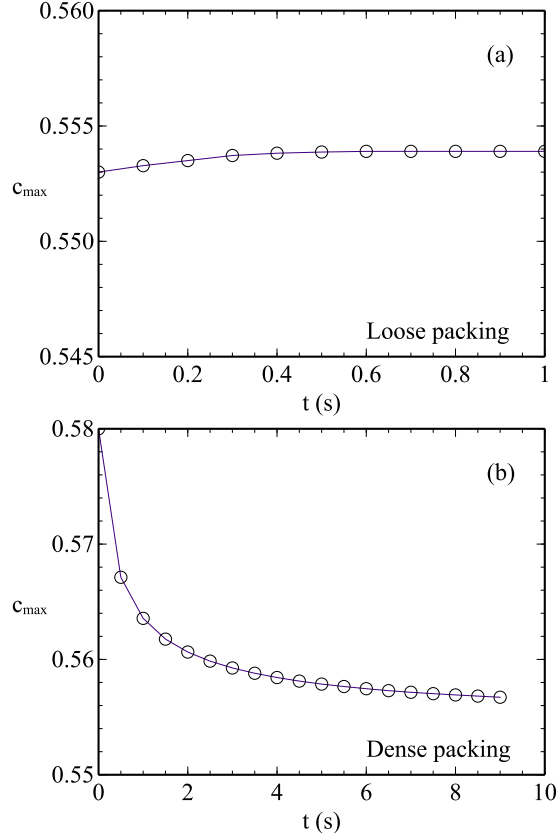 0.560
(a)
0.555
c_max
0.550
Loose packing
0.545
0 0.2 0.4 0.6 0.8 1
t (s)
0.58
(b)
0.57
c_max
0.56
Dense packing
0.55
0 2 4 6 8 10
t (s)